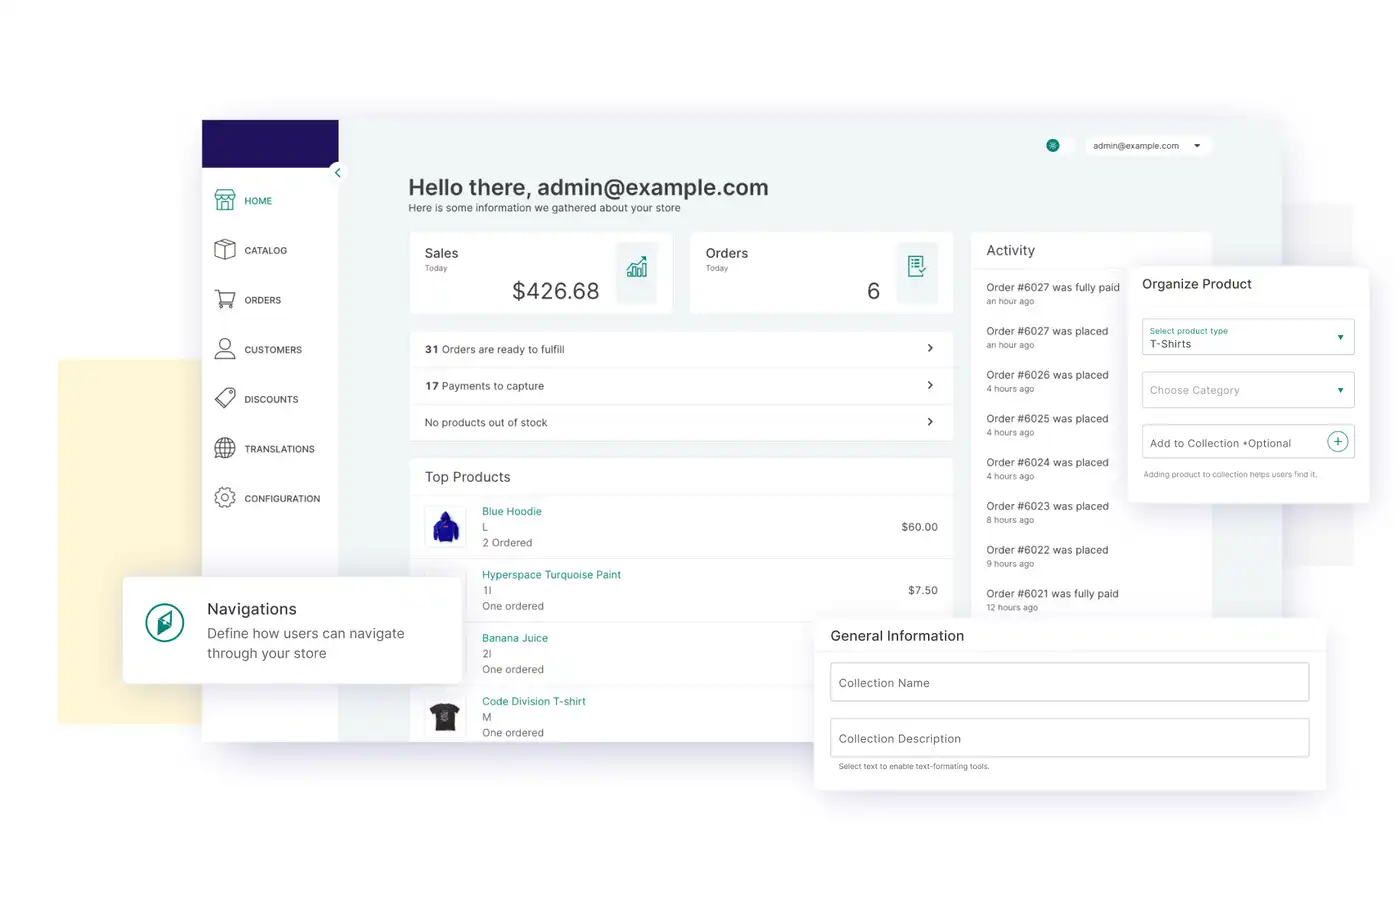 admin@example.com
Hello there, admin@example.com
Here is some information we gathered about your store
HOME
CATALOG
ORDERS
CUSTOMERS
DISCOUNTS
TRANSLATIONS
CONFIGURATION
Navigations
Define how users can navigate
through your store
Sales
Today
$426.68
Orders
Today
6
31 Orders are ready to fulfill
17 Payments to capture
No products out of stock
Top Products
Blue Hoodie
L
2 Ordered
$60.00
Hyperspace Turquoise Paint
1l
One ordered
$7.50
Banana Juice
2l
One ordered
Code Division T-shirt
M
One ordered
Activity
Order #6027 was fully paid
an hour ago
Order #6027 was placed
an hour ago
Order #6026 was placed
4 hours ago
Order #6025 was placed
4 hours ago
Order #6024 was placed
4 hours ago
Order #6023 was placed
8 hours ago
Order #6022 was placed
9 hours ago
Order #6021 was fully paid
12 hours ago
Organize Product
Select product type
T-Shirts
Choose Category
Add to Collection *Optional
Adding product to collection helps users find it.
General Information
Collection Name
Collection Description
Select text to enable text-formating tools.